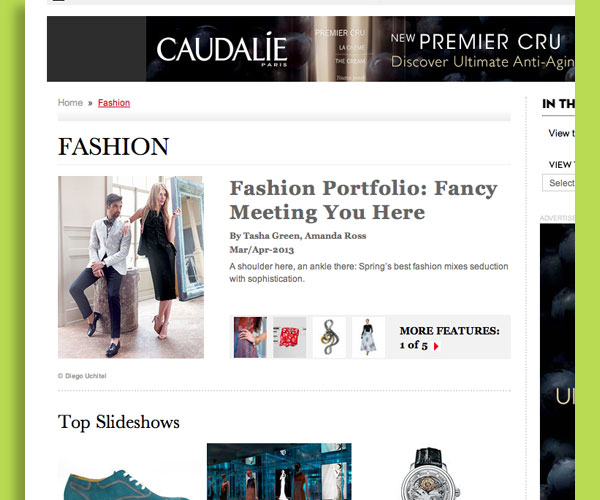 CAUDALÍE
PARIS
PREMIER CRU
LA CRÈME
THE CREAM
NEW PREMIER CRU
Discover Ultimate Anti-Agin
Home » Fashion
FASHION
Fashion Portfolio: Fancy
Meeting You Here
By Tasha Green, Amanda Ross
Mar/Apr-2013
A shoulder here, an ankle there: Spring's best fashion mixes seduction
with sophistication.
MORE FEATURES:
1 of 5
© Diego Uchitel
Top Slideshows
IN TH
View t
VIEW
Select
ADVERTISE